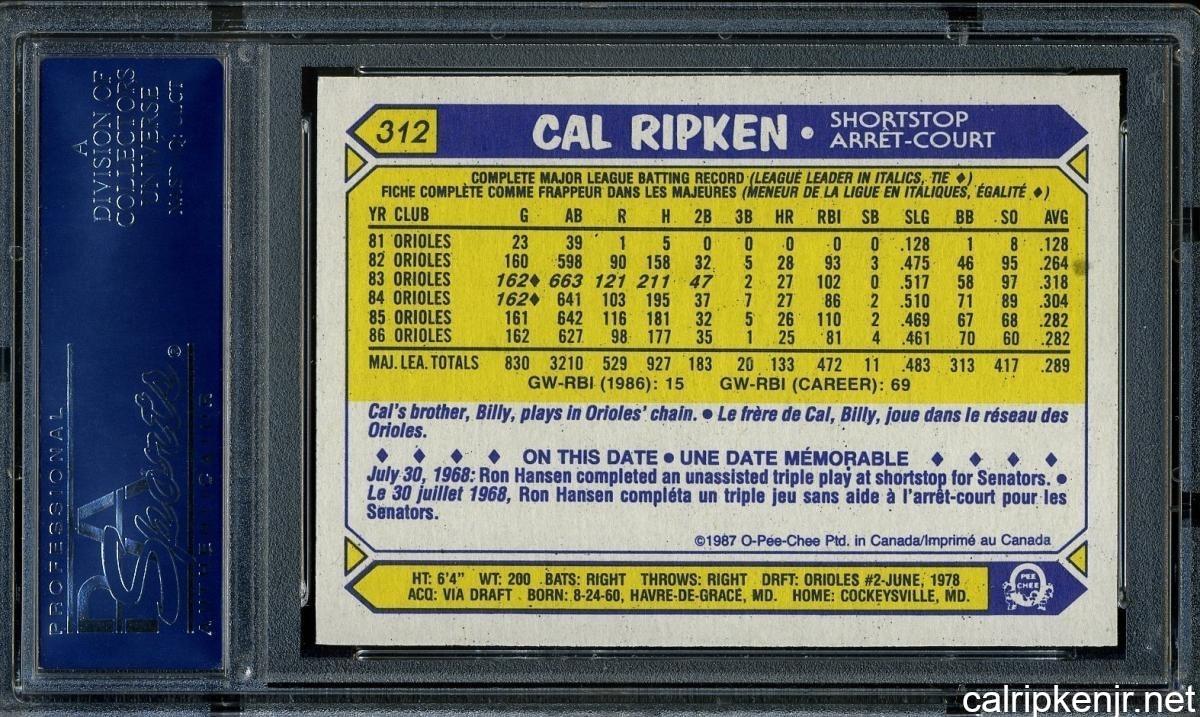 A
DIVISION OF
COLLECTORS
UNIVERSE
PROFESSIONAL
PSA
Sports
312
CAL RIPKEN • SHORTSTOP
ARRÊT-COURT
COMPLETE MAJOR LEAGUE BATTING RECORD (LEAGUE LEADER IN ITALICS, TIE ♦)
FICHE COMPLÈTE COMME FRAPPEUR DANS LES MAJEURES (MENEUR DE LA LIGUE EN ITALIQUES, ÉGALITÉ ♦)
YR CLUB G AB R H 2B 3B HR RBI SB SLG BB SO AVG
81 ORIOLES 23 39 1 5 0 0 0 0 0 .128 1 8 .128
82 ORIOLES 160 598 90 158 32 5 28 93 3 .475 46 95 .264
83 ORIOLES 162♦ 663 121 211 47 2 27 102 0 .517 58 97 .318
84 ORIOLES 162♦ 641 103 195 37 7 27 86 2 .510 71 89 .304
85 ORIOLES 161 642 116 181 32 5 26 110 2 .469 67 68 .282
86 ORIOLES 162 627 98 177 35 1 25 81 4 .461 70 60 .282
MAJ. LEA. TOTALS 830 3210 529 927 183 20 133 472 11 .483 313 417 .289
GW-RBI (1986): 15 GW-RBI (CAREER): 69
Cal's brother, Billy, plays in Orioles' chain. • Le frère de Cal, Billy, joue dans le réseau des
Orioles.
♦ ♦ ♦ ♦ ON THIS DATE • UNE DATE MÉMORABLE ♦ ♦ ♦ ♦
July 30, 1968: Ron Hansen completed an unassisted triple play at shortstop for Senators. •
Le 30 juillet 1968, Ron Hansen compléta un triple jeu sans aide à l'arrêt-court pour les
Senators.
©1987 O-Pee-Chee Ptd. in Canada/Imprimé au Canada
HT: 6'4" WT: 200 BATS: RIGHT THROWS: RIGHT DRFT: ORIOLES #2-JUNE, 1978
ACQ: VIA DRAFT BORN: 8-24-60, HAVRE-DE-GRACE, MD. HOME: COCKEYSVILLE, MD.
PEE
CHEE
calripkenjr.net